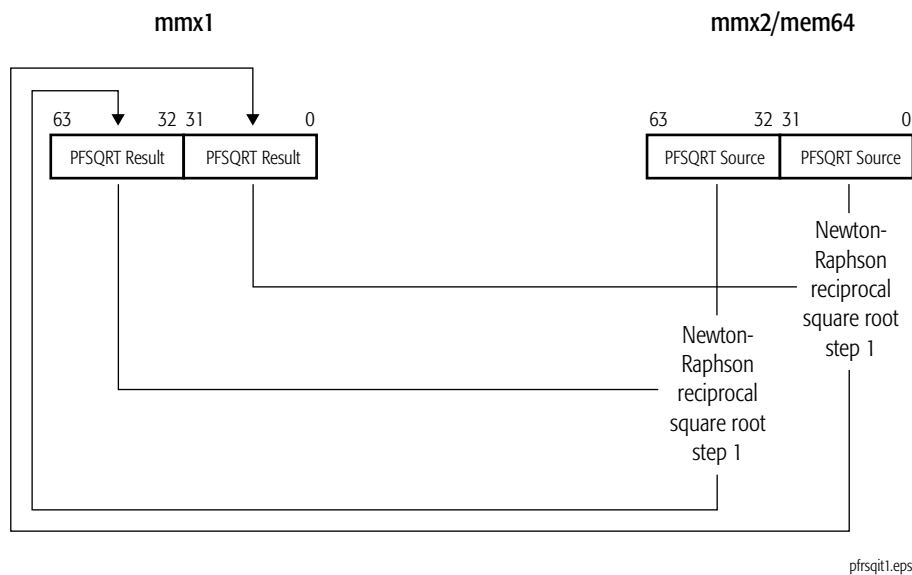 mmx1
mmx2/mem64
63 32 31 0
63 32 31 0
PFSQRT Result
PFSQRT Result
PFSQRT Source
PFSQRT Source
Newton-
Raphson
reciprocal
square root
step 1
Newton-
Raphson
reciprocal
square root
step 1
pfrsqit1.eps